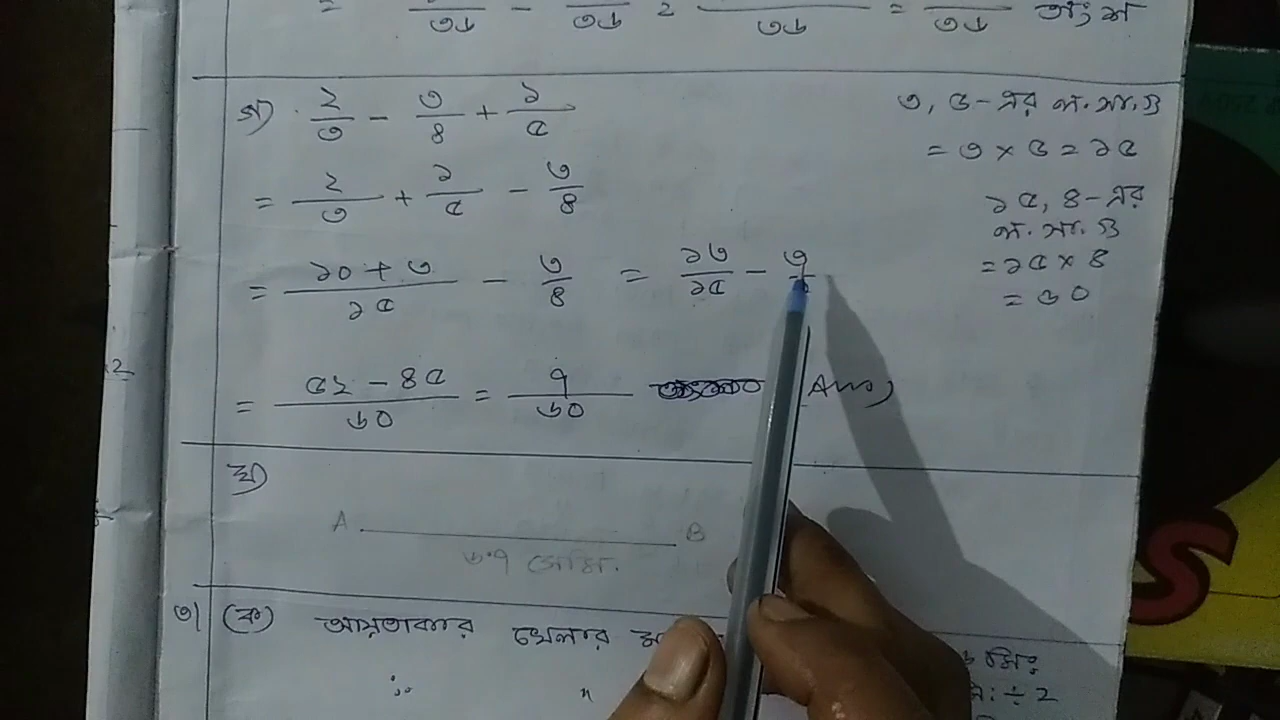 = — - — = — = — অংশ
গ) ২/৩ - ৩/৪ + ১/৫
৩, ৫-এর ল.সা.গু
= ৩ × ৫ = ১৫
= ২/৩ + ১/৫ - ৩/৪
১৫, ৪-এর
ল.সা.গু
= ১৫ × ৪
= ৬০
= ১০ + ৩/১৫ - ৩/৪ = ১৩/১৫ - ৩/
= ৫২ - ৪৫/৬০ = ৭/৬০ (Ans)
ঘ)
A B
৬.৭ সেমি.
৩| (ক) আয়তাকার খেলার
÷ 2